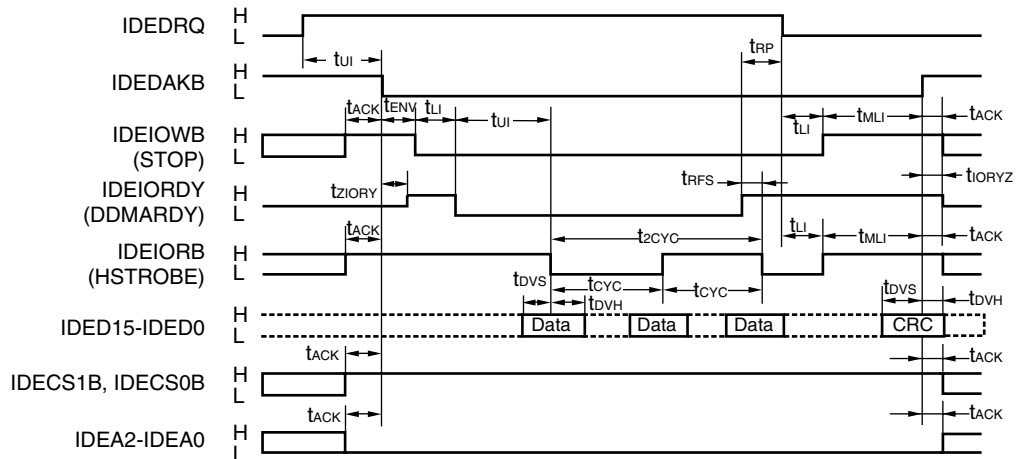 IDEDRQ H
L
tUI tRP
IDEDAKB H
L
tACK tENV tLI tUI tLI tMLI tACK
IDEIOWB H
(STOP) L
IDEIORDY H
(DDMARDY) L
tZIORY tRFS tIORYZ
tACK t2CYC tLI tMLI tACK
IDEIORB H
(HSTROBE) L
tDVS tCYC tCYC tDVS
tDVH tDVH
IDED15-IDED0 H
L
Data Data Data CRC
tACK tACK
IDECS1B, IDECS0B H
L
tACK tACK
IDEA2-IDEA0 H
L